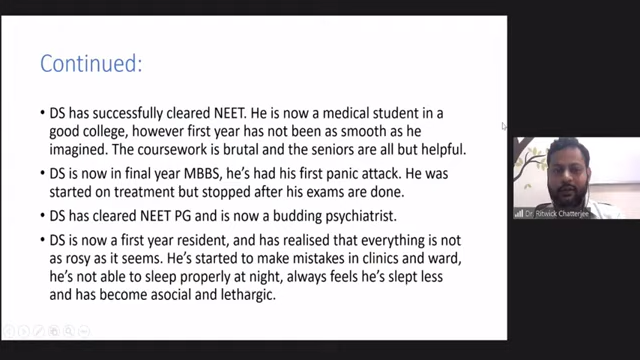 Continued:
• DS has successfully cleared NEET. He is now a medical student in a
good college, however first year has not been as smooth as he
imagined. The coursework is brutal and the seniors are all but helpful.
• DS is now in final year MBBS, he's had his first panic attack. He was
started on treatment but stopped after his exams are done.
• DS has cleared NEET PG and is now a budding psychiatrist.
• DS is now a first year resident, and has realised that everything is not
as rosy as it seems. He's started to make mistakes in clinics and ward,
he's not able to sleep properly at night, always feels he's slept less
and has become asocial and lethargic.
Dr. Ritwick Chatterjee